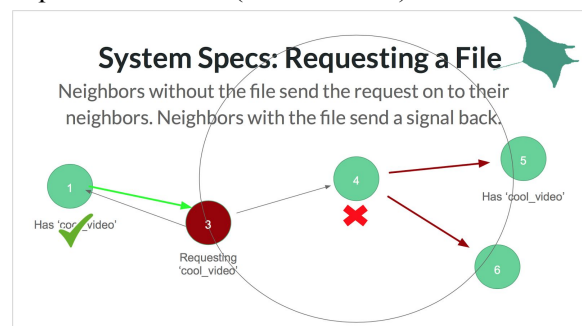 System Specs: Requesting a File
Neighbors without the file send the request on to their
neighbors. Neighbors with the file send a signal back.
1
Has 'cool_video'
3
Requesting
'cool_video'
4
5
Has 'cool_video'
6